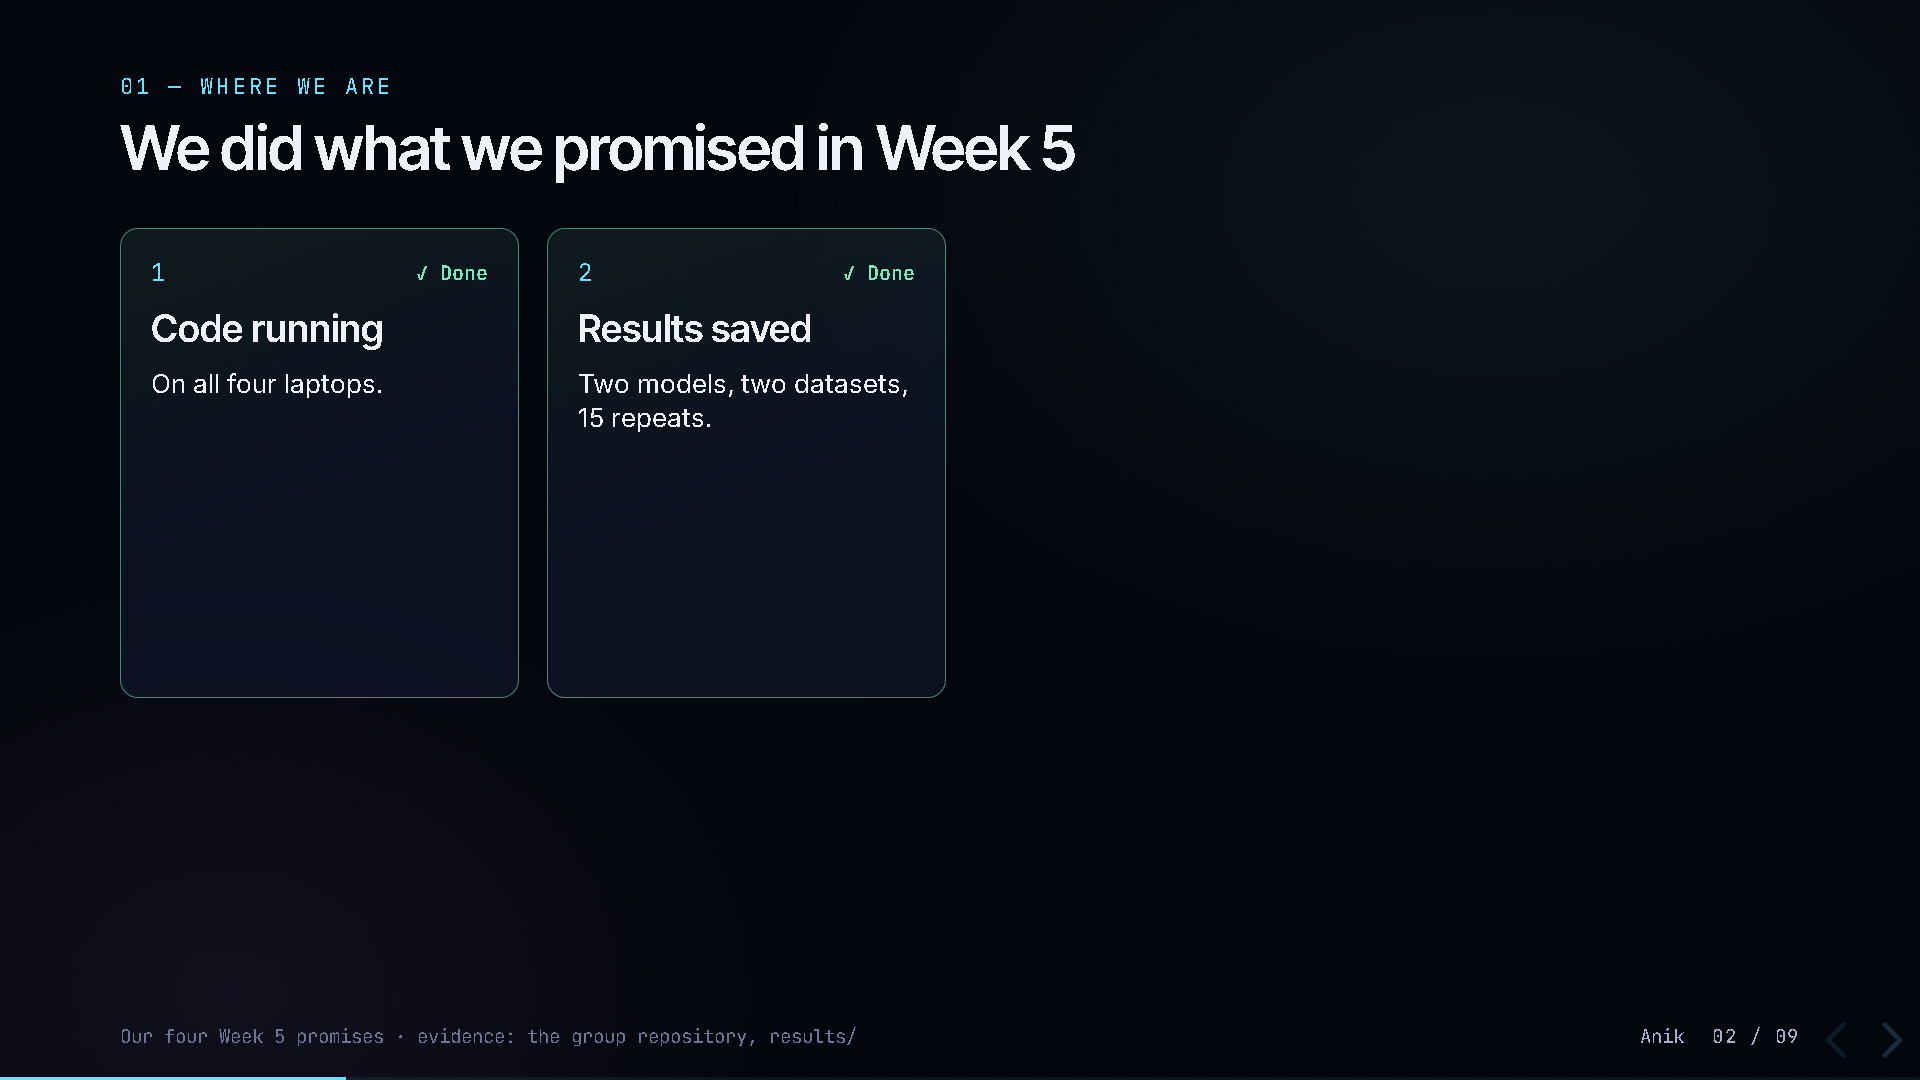 01 — WHERE WE ARE
We did what we promised in Week 5
1 ✓ Done
Code running
On all four laptops.
2 ✓ Done
Results saved
Two models, two datasets,
15 repeats.
Our four Week 5 promises · evidence: the group repository, results/
Anik 02 / 09